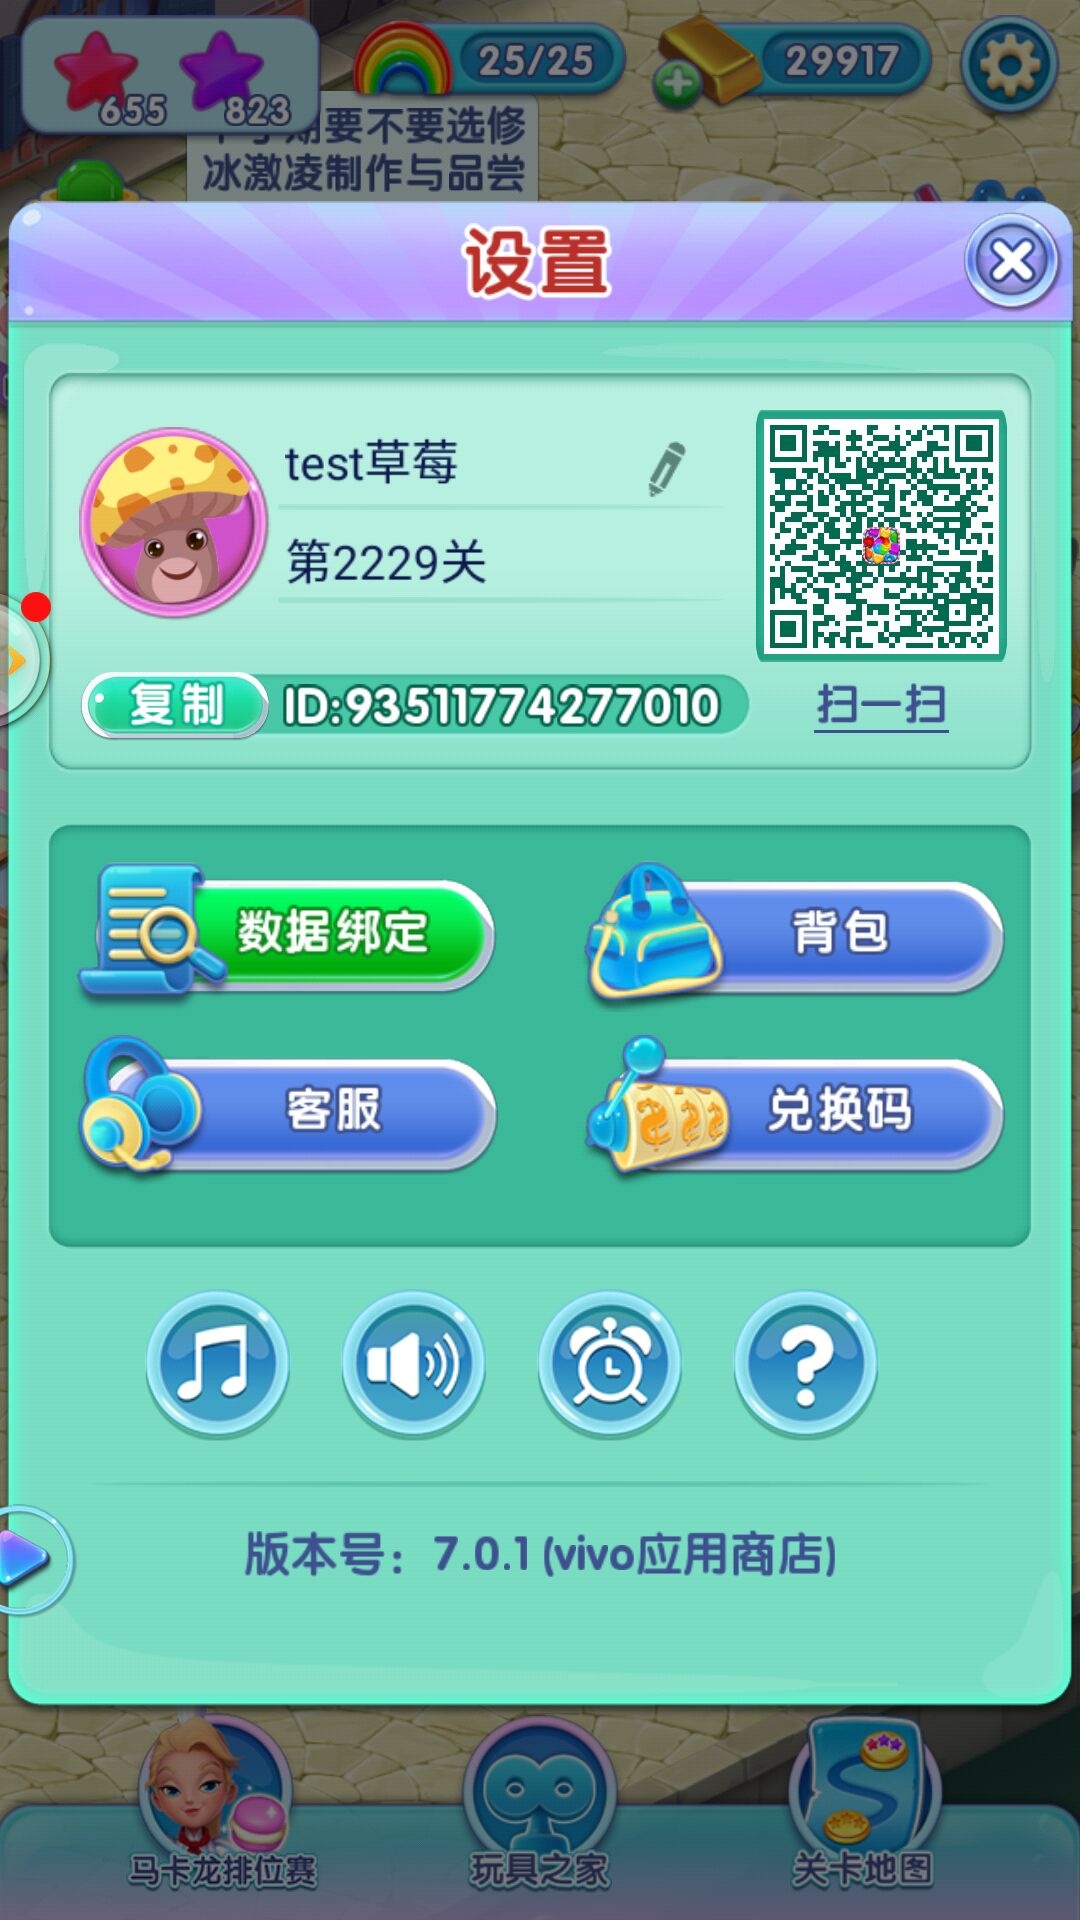 655
823
25/25
29917
期要不要选修
冰激凌制作与品尝
设置
test草莓
第2229关
复制
ID:93511774277010
扫一扫
数据绑定
背包
客服
兑换码
版本号：7.0.1 (vivo应用商店)
马卡龙排位赛
玩具之家
关卡地图